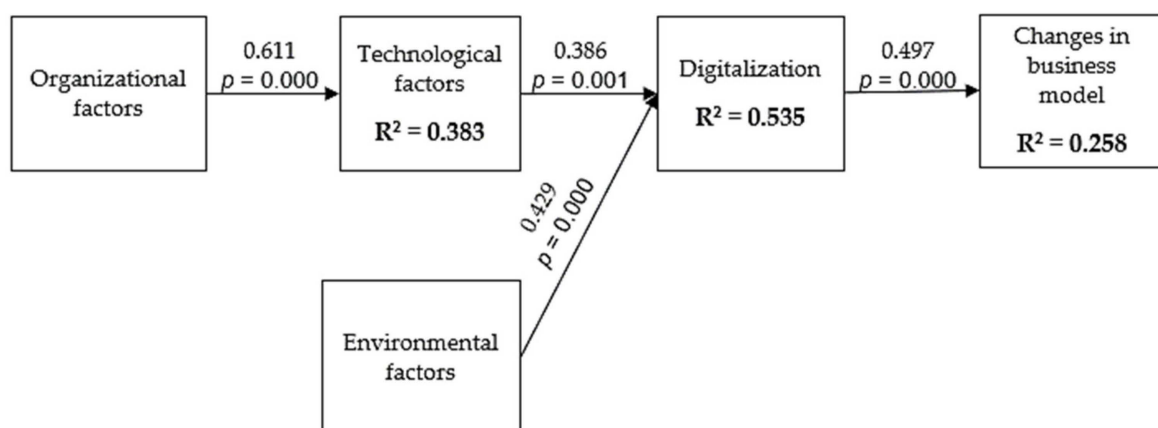 Organizational
factors
0.611
p = 0.000
Technological
factors
R² = 0.383
0.386
p = 0.001
Digitalization
R² = 0.535
0.497
p = 0.000
Changes in
business
model
R² = 0.258
0.429
p = 0.000
Environmental
factors